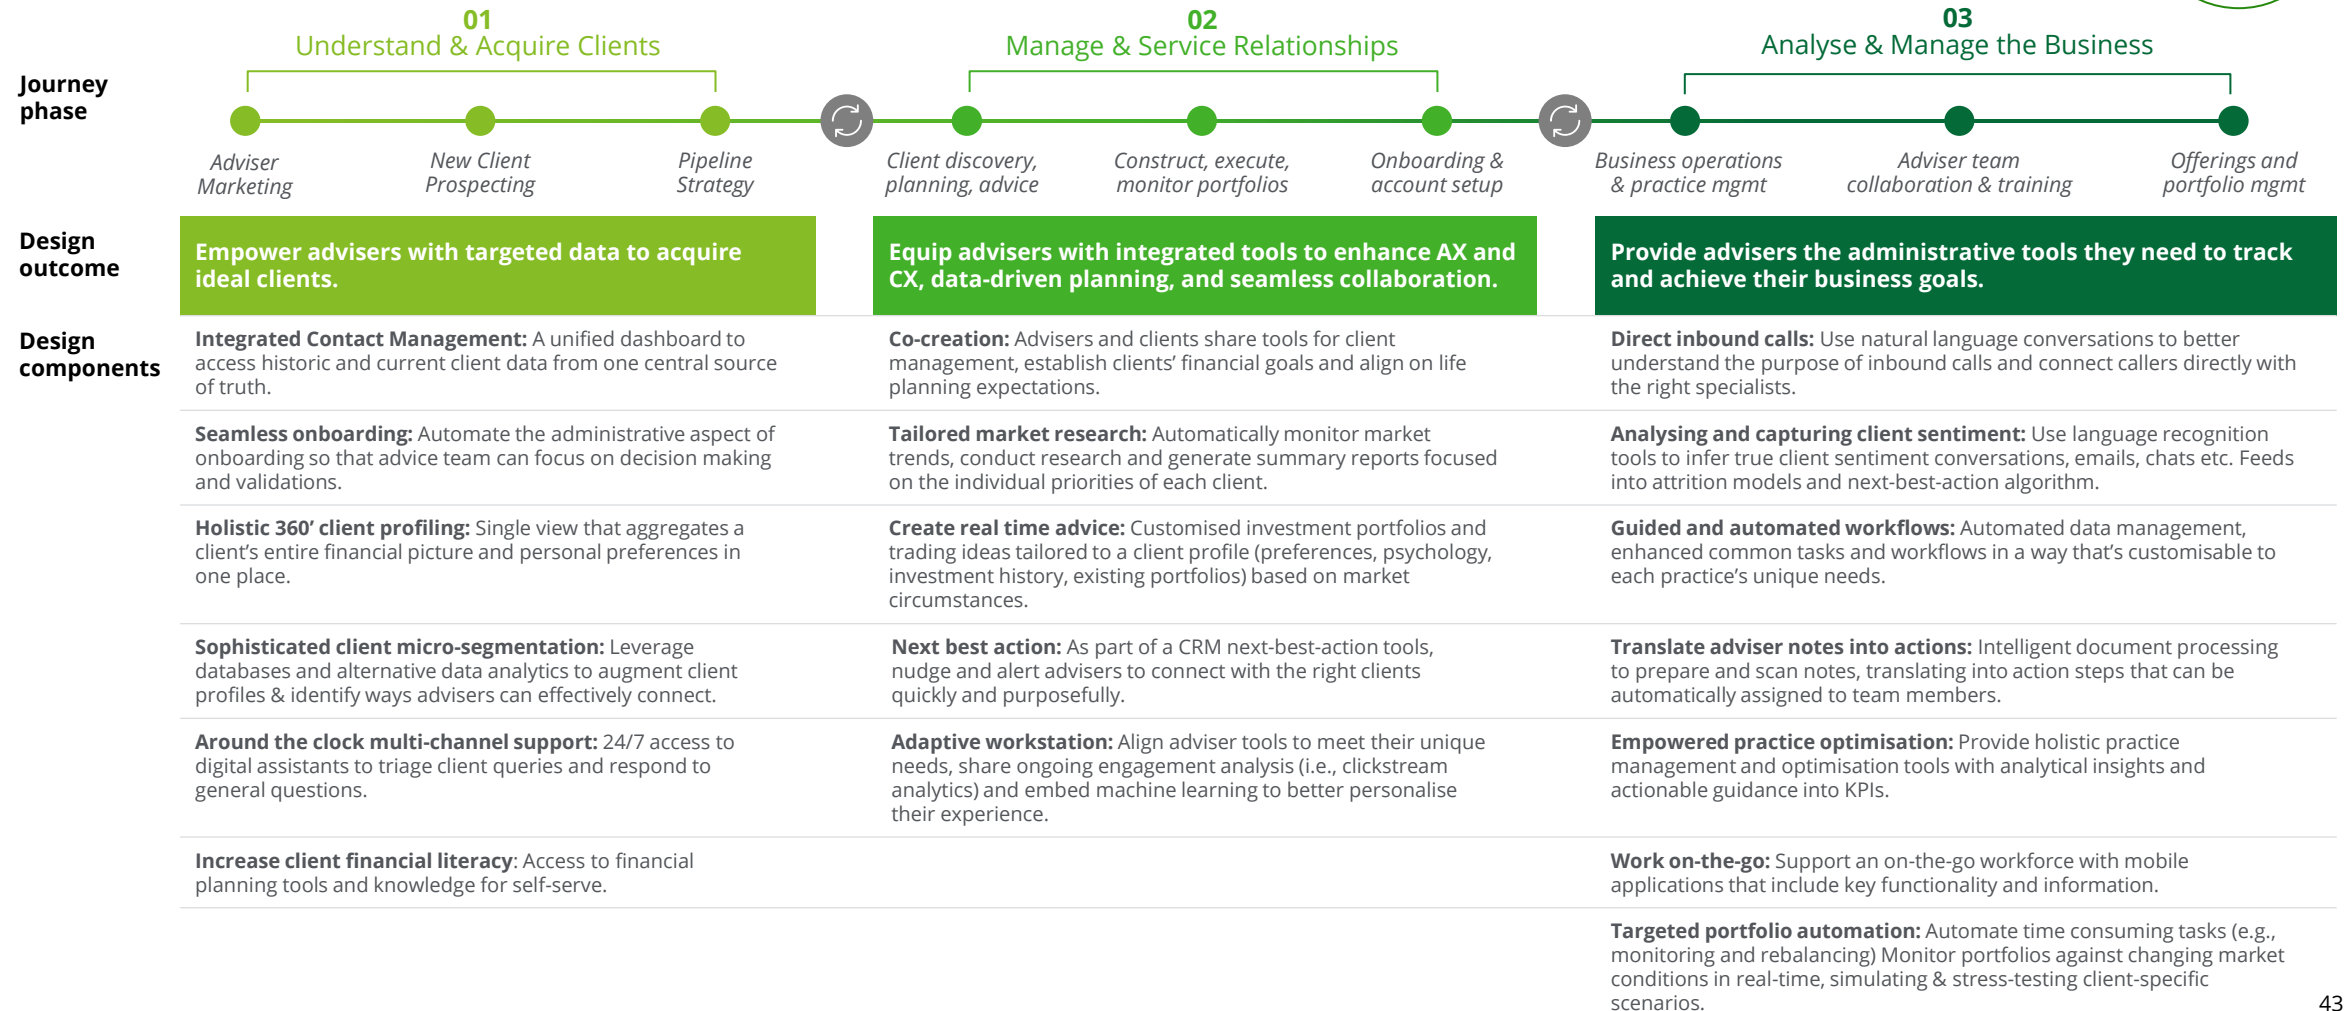 01
Understand & Acquire Clients
02
Manage & Service Relationships
03
Analyse & Manage the Business
Journey
phase
Adviser
Marketing
New Client
Prospecting
Pipeline
Strategy
Client discovery,
planning, advice
Construct, execute,
monitor portfolios
Onboarding &
account setup
Business operations
& practice mgmt
Adviser team
collaboration & training
Offerings and
portfolio mgmt
Design
outcome
Empower advisers with targeted data to acquire
ideal clients.
Equip advisers with integrated tools to enhance AX and
CX, data-driven planning, and seamless collaboration.
Provide advisers the administrative tools they need to track
and achieve their business goals.
Design
components
Integrated Contact Management: A unified dashboard to
access historic and current client data from one central source
of truth.
Seamless onboarding: Automate the administrative aspect of
onboarding so that advice team can focus on decision making
and validations.
Holistic 360’ client profiling: Single view that aggregates a
client’s entire financial picture and personal preferences in
one place.
Sophisticated client micro-segmentation: Leverage
databases and alternative data analytics to augment client
profiles & identify ways advisers can effectively connect.
Around the clock multi-channel support: 24/7 access to
digital assistants to triage client queries and respond to
general questions.
Increase client financial literacy: Access to financial
planning tools and knowledge for self-serve.
Co-creation: Advisers and clients share tools for client
management, establish clients’ financial goals and align on life
planning expectations.
Tailored market research: Automatically monitor market
trends, conduct research and generate summary reports focused
on the individual priorities of each client.
Create real time advice: Customised investment portfolios and
trading ideas tailored to a client profile (preferences, psychology,
investment history, existing portfolios) based on market
circumstances.
Next best action: As part of a CRM next-best-action tools,
nudge and alert advisers to connect with the right clients
quickly and purposefully.
Adaptive workstation: Align adviser tools to meet their unique
needs, share ongoing engagement analysis (i.e., clickstream
analytics) and embed machine learning to better personalise
their experience.
Direct inbound calls: Use natural language conversations to better
understand the purpose of inbound calls and connect callers directly with
the right specialists.
Analysing and capturing client sentiment: Use language recognition
tools to infer true client sentiment conversations, emails, chats etc. Feeds
into attrition models and next-best-action algorithm.
Guided and automated workflows: Automated data management,
enhanced common tasks and workflows in a way that’s customisable to
each practice’s unique needs.
Translate adviser notes into actions: Intelligent document processing
to prepare and scan notes, translating into action steps that can be
automatically assigned to team members.
Empowered practice optimisation: Provide holistic practice
management and optimisation tools with analytical insights and
actionable guidance into KPIs.
Work on-the-go: Support an on-the-go workforce with mobile
applications that include key functionality and information.
Targeted portfolio automation: Automate time consuming tasks (e.g.,
monitoring and rebalancing) Monitor portfolios against changing market
conditions in real-time, simulating & stress-testing client-specific
scenarios.
43